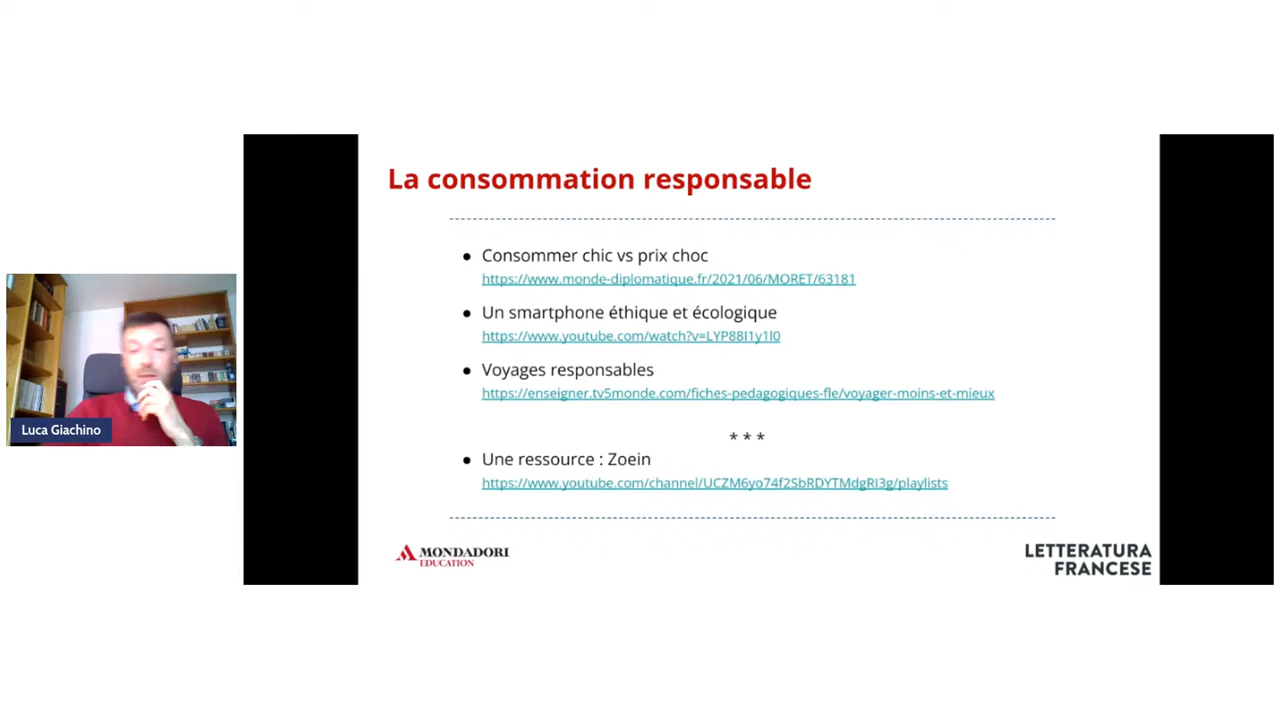 La consommation responsable
Consommer chic vs prix choc
https://www.monde-diplomatique.fr/2021/06/MORET/63181
Un smartphone éthique et écologique
https://www.youtube.com/watch?v=LYP88l1y1l0
Voyages responsables
https://enseigner.tv5monde.com/fiches-pedagogiques-fle/voyager-moins-et-mieux
* * *
Une ressource : Zoein
https://www.youtube.com/channel/UCZM6yo74f2SbRDYTMdgRI3g/playlists
Luca Giachino
MONDADORI
EDUCATION
LETTERATURA
FRANCESE